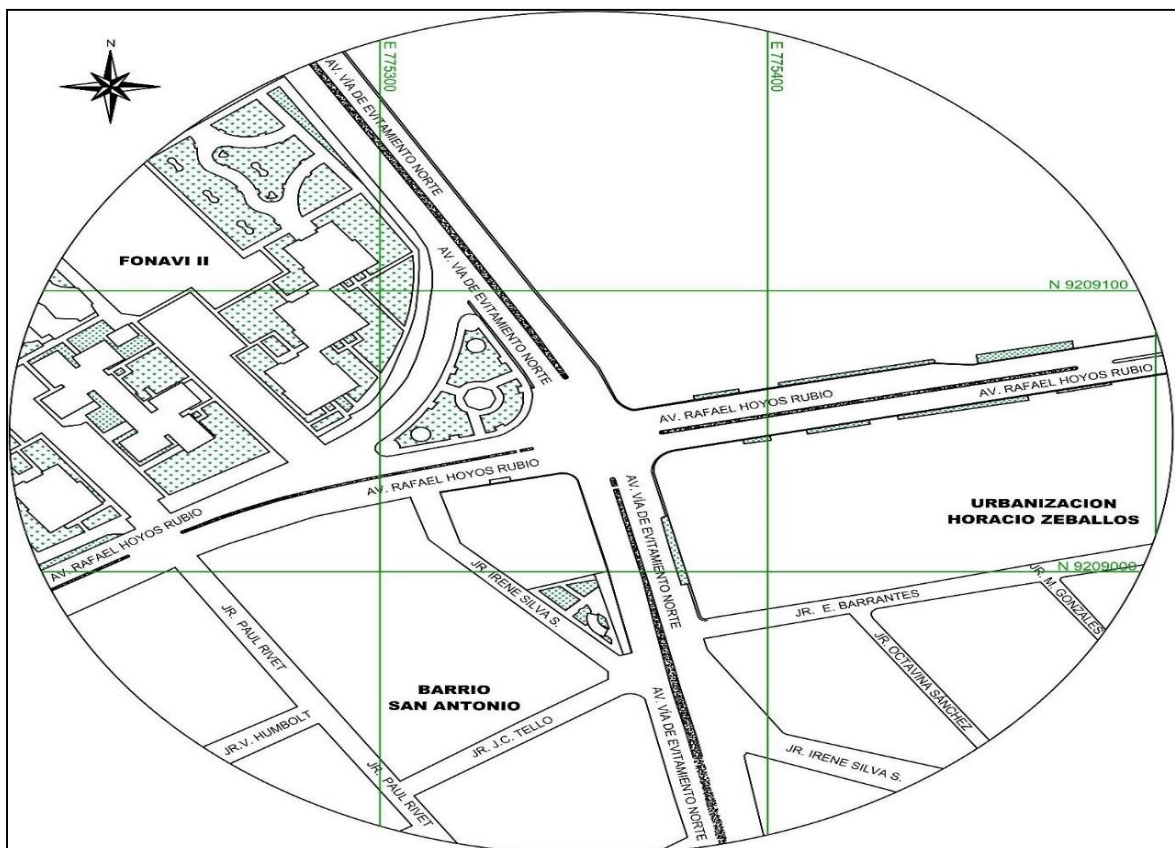 N
E 775300
E 775400
AV. VÍA DE EVITAMIENTO NORTE
AV. VÍA DE EVITAMIENTO NORTE
FONAVI II
N 9209100
AV. RAFAEL HOYOS RUBIO
AV. RAFAEL HOYOS RUBIO
AV. RAFAEL HOYOS RUBIO
AV. RAFAEL HOYOS RUBIO
AV. VÍA DE EVITAMIENTO NORTE
URBANIZACION
HORACIO ZEBALLOS
N 9209000
JR. IRENE SILVA S.
JR. E. BARRANTES
JR. M. GONZALES
JR. PAUL RIVET
JR. OCTAVINA SÁNCHEZ
BARRIO
SAN ANTONIO
AV. VÍA DE EVITAMIENTO NORTE
JR.V. HUMBOLT
JR. J.C. TELLO
JR. IRENE SILVA S.
JR. PAUL RIVET